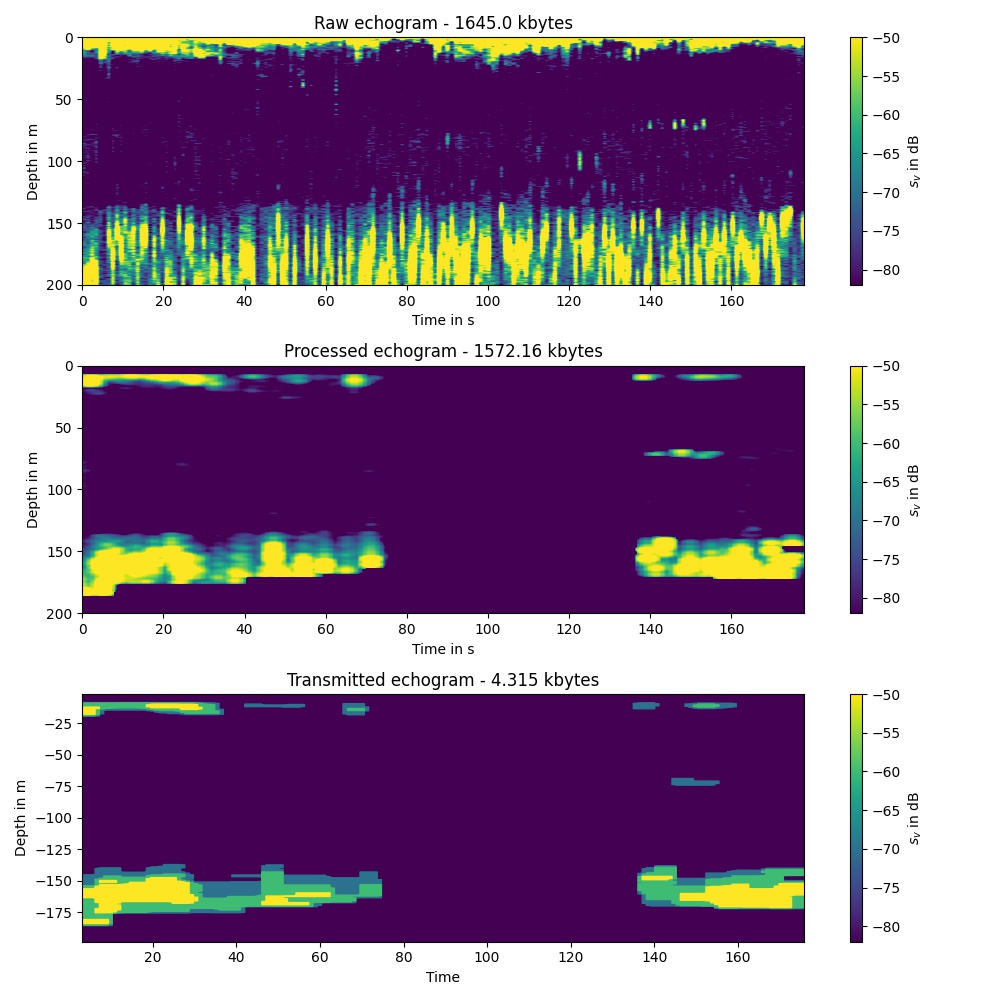 Raw echogram - 1645.0 kbytes
0
50
100
150
200
Depth in m
0 20 40 60 80 100 120 140 160
Time in s
−50
−55
−60
−65
−70
−75
−80
sv in dB
Processed echogram - 1572.16 kbytes
0
50
100
150
200
Depth in m
0 20 40 60 80 100 120 140 160
Time in s
−50
−55
−60
−65
−70
−75
−80
sv in dB
Transmitted echogram - 4.315 kbytes
−25
−50
−75
−100
−125
−150
−175
Depth in m
20 40 60 80 100 120 140 160
Time
−50
−55
−60
−65
−70
−75
−80
sv in dB